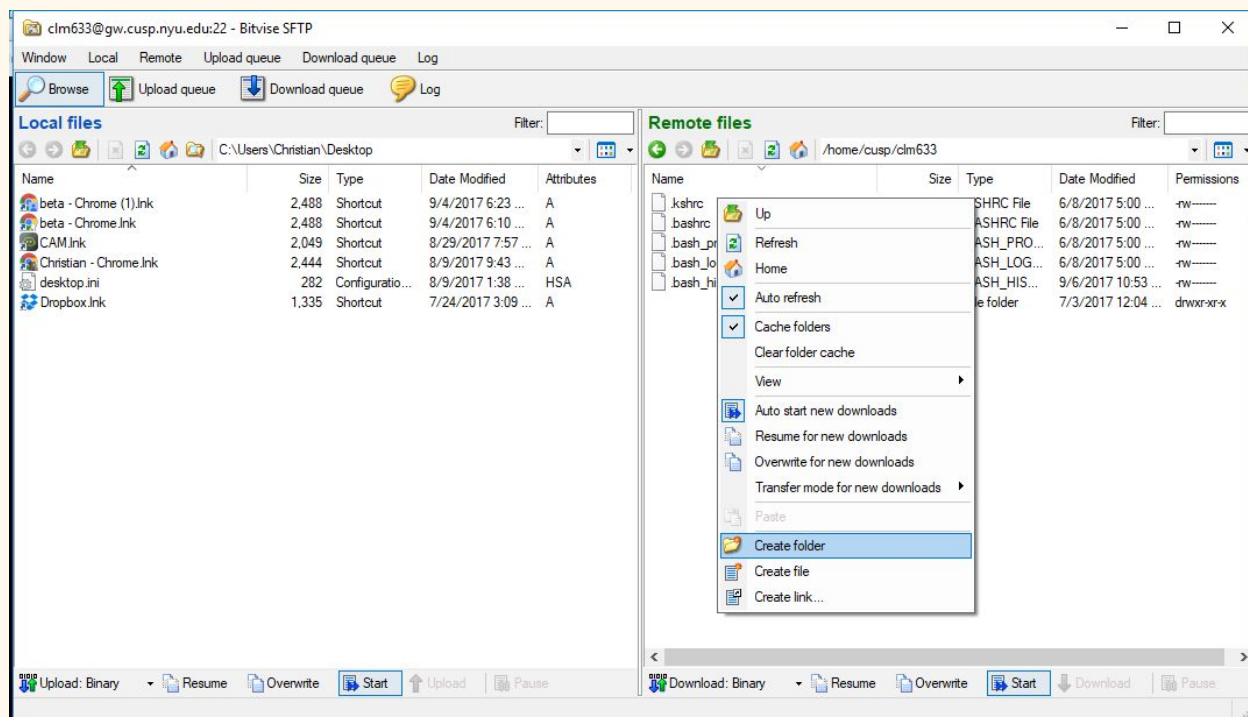 clm633@gw.cusp.nyu.edu:22 - Bitvise SFTP
Window Local Remote Upload queue Download queue Log
Browse Upload queue Download queue Log
Local files Filter:
C:\Users\Christian\Desktop
Name Size Type Date Modified Attributes
beta - Chrome (1).lnk 2,488 Shortcut 9/4/2017 6:23 ... A
beta - Chrome.lnk 2,488 Shortcut 9/4/2017 6:10 ... A
CAM.lnk 2,049 Shortcut 8/29/2017 7:57 ... A
Christian - Chrome.lnk 2,444 Shortcut 8/9/2017 9:43 ... A
desktop.ini 282 Configuratio... 8/9/2017 1:38 ... HSA
Dropbox.lnk 1,335 Shortcut 7/24/2017 3:09 ... A
Upload: Binary Resume Overwrite Start Upload Pause
Remote files Filter:
/home/cusp/clm633
Name Size Type Date Modified Permissions
.kshrc SHRC File 6/8/2017 5:00 ... -rw-------
.bashrc ASHRC File 6/8/2017 5:00 ... -rw-------
.bash_pr ASH_PRO... 6/8/2017 5:00 ... -rw-------
.bash_lo ASH_LOG... 6/8/2017 5:00 ... -rw-------
.bash_hi ASH_HIS... 9/6/2017 10:53 ... -rw-------
le folder 7/3/2017 12:04 ... drwxr-xr-x
Up
Refresh
Home
Auto refresh
Cache folders
Clear folder cache
View
Auto start new downloads
Resume for new downloads
Overwrite for new downloads
Transfer mode for new downloads
Paste
Create folder
Create file
Create link...
Download: Binary Resume Overwrite Start Download Pause